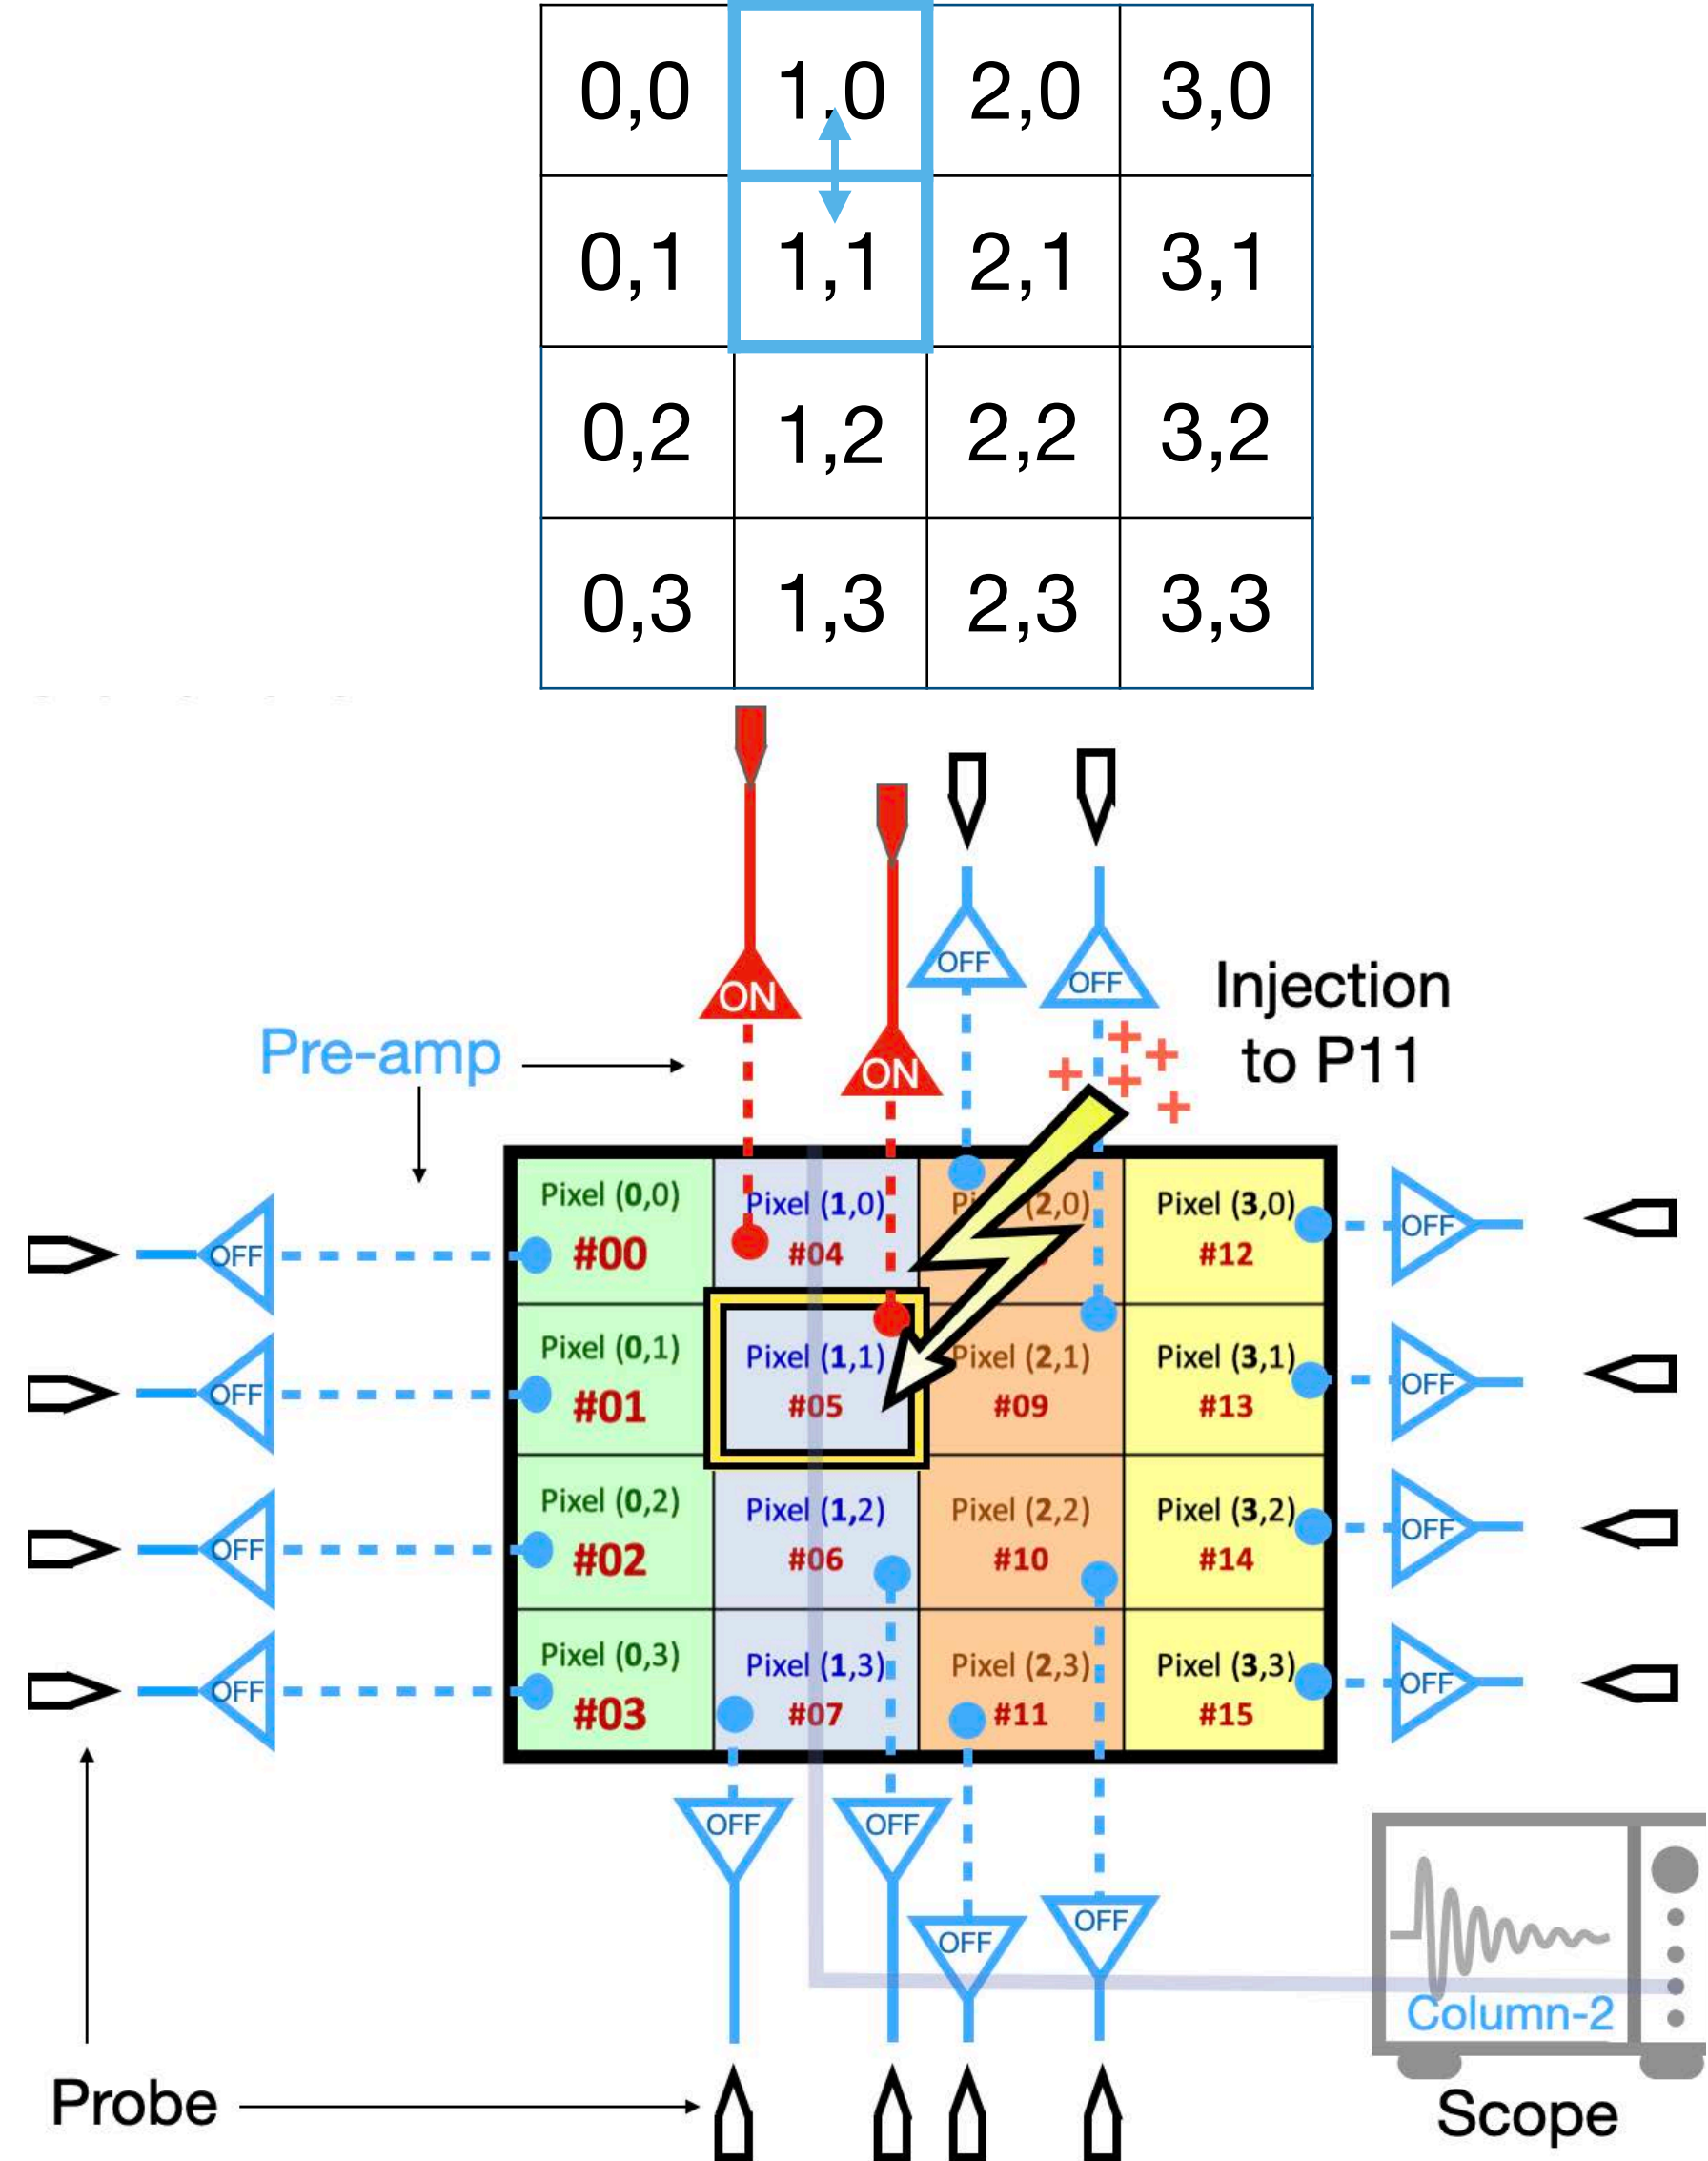 0,0 1,0 2,0 3,0
0,1 1,1 2,1 3,1
0,2 1,2 2,2 3,2
0,3 1,3 2,3 3,3
OFF OFF
ON
ON
Injection
to P11
Pre-amp
Pixel (0,0) Pixel (1,0) (2,0) Pixel (3,0)
#00 #04 #12
OFF OFF
Pixel (0,1) Pixel (1,1) Pixel (2,1) Pixel (3,1)
#01 #05 #09 #13
OFF OFF
Pixel (0,2) Pixel (1,2) Pixel (2,2) Pixel (3,2)
#02 #06 #10 #14
OFF OFF
Pixel (0,3) Pixel (1,3) Pixel (2,3) Pixel (3,3)
#03 #07 #11 #15
OFF OFF
OFF OFF
OFF OFF
Column-2
Probe
Scope